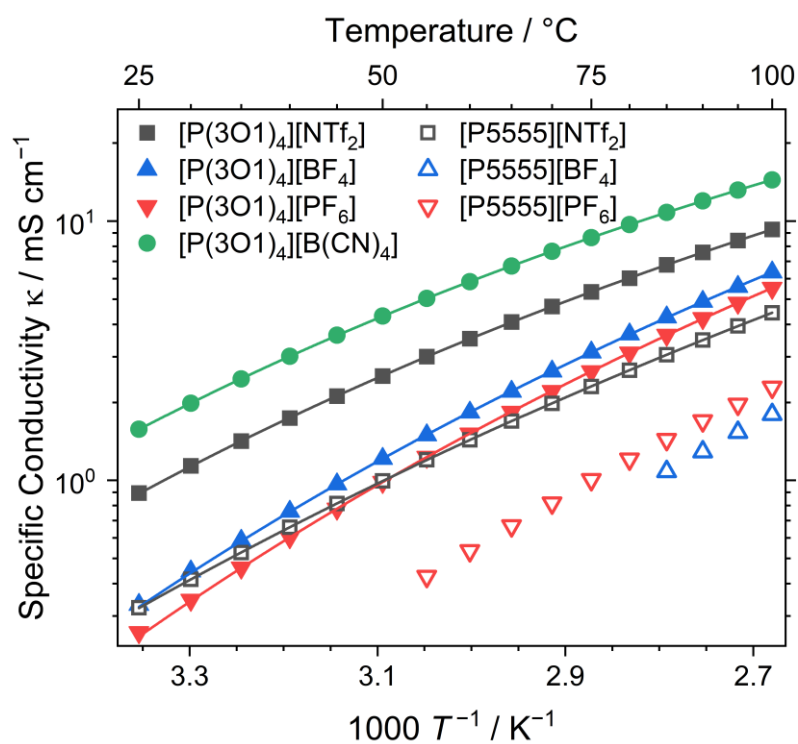 Temperature / °C
25 50 75 100
[P(3O1)₄][NTf₂] [P5555][NTf₂]
[P(3O1)₄][BF₄] [P5555][BF₄]
[P(3O1)₄][PF₆] [P5555][PF₆]
[P(3O1)₄][B(CN)₄]
Specific Conductivity κ / mS cm⁻¹
10¹
10⁰
3.3 3.1 2.9 2.7
1000 T⁻¹ / K⁻¹